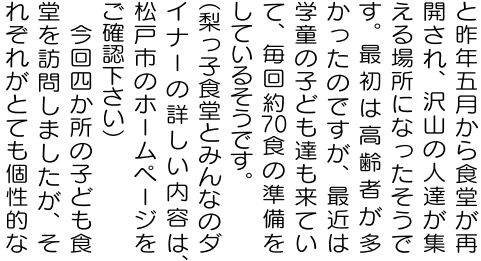 と昨年五月から食堂が再
開され、沢山の人達が集
える場所になったそうで
す。最初は高齢者が多
かったのですが、最近は
学童の子ども達も来てい
て、毎回約70食の準備を
しているそうです。
(梨っ子食堂とみんなのダ
イナーの詳しい内容は、
松戸市のホームページを
ご確認下さい)
今回四か所の子ども食
堂を訪問しましたが、そ
れぞれがとても個性的な